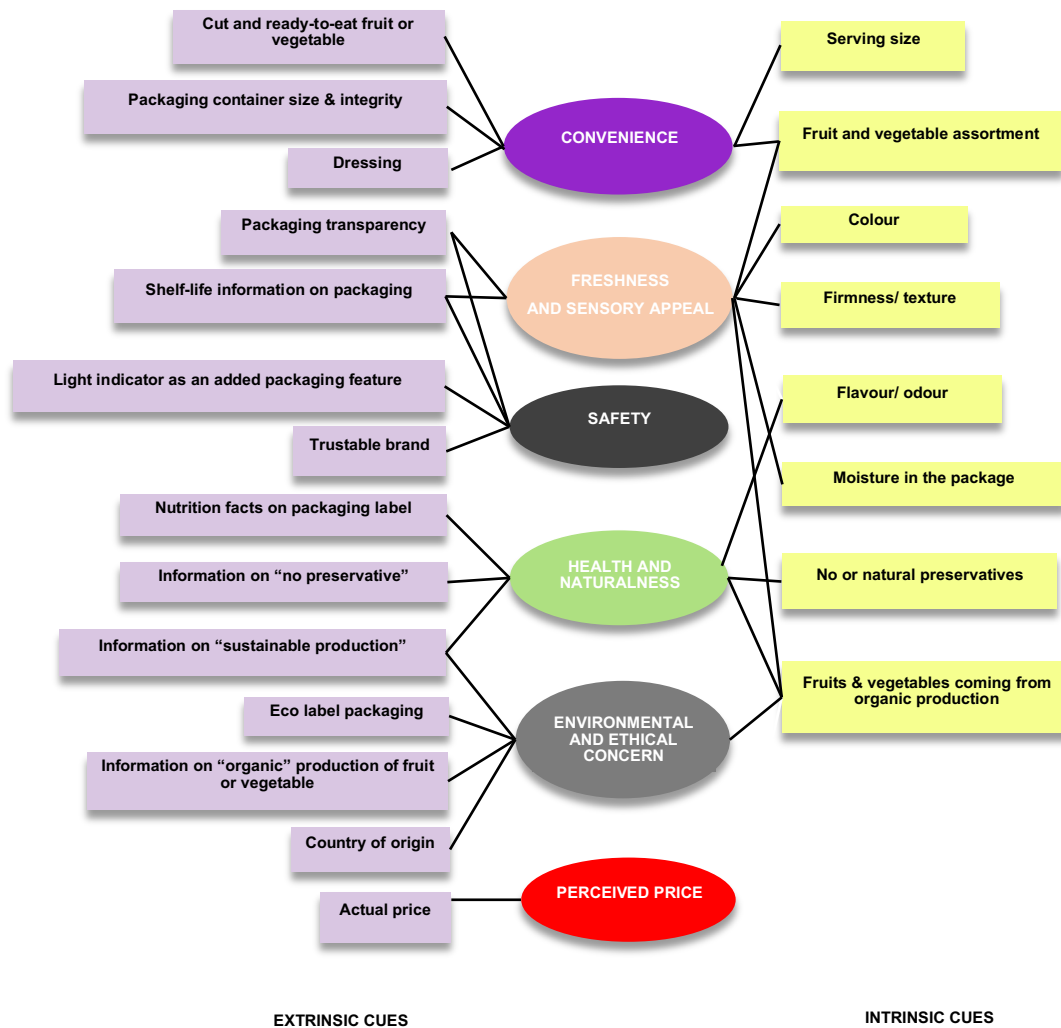 Cut and ready-to-eat fruit or
vegetable
Packaging container size & integrity
Dressing
Packaging transparency
Shelf-life information on packaging
Light indicator as an added packaging feature
Trustable brand
Nutrition facts on packaging label
Information on “no preservative”
Information on “sustainable production”
Eco label packaging
Information on “organic” production of fruit
or vegetable
Country of origin
Actual price
EXTRINSIC CUES
CONVENIENCE
FRESHNESS
AND SENSORY APPEAL
SAFETY
HEALTH AND
NATURALNESS
ENVIRONMENTAL
AND ETHICAL
CONCERN
PERCEIVED PRICE
Serving size
Fruit and vegetable assortment
Colour
Firmness/ texture
Flavour/ odour
Moisture in the package
No or natural preservatives
Fruits & vegetables coming from
organic production
INTRINSIC CUES